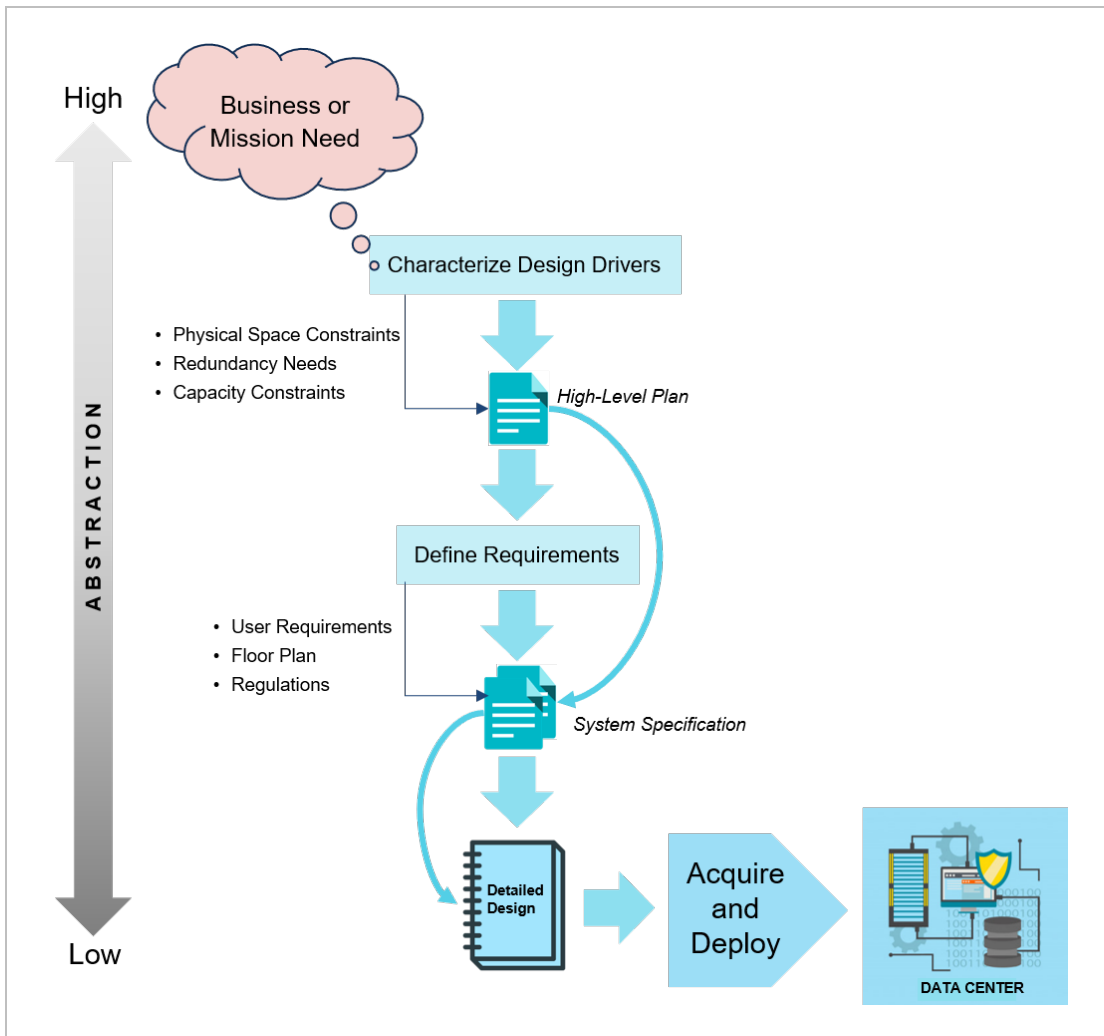 High
Business or
Mission Need
Characterize Design Drivers
• Physical Space Constraints
• Redundancy Needs
• Capacity Constraints
High-Level Plan
ABSTRACTION
Define Requirements
• User Requirements
• Floor Plan
• Regulations
System Specification
Detailed
Design
Acquire
and
Deploy
DATA CENTER
Low